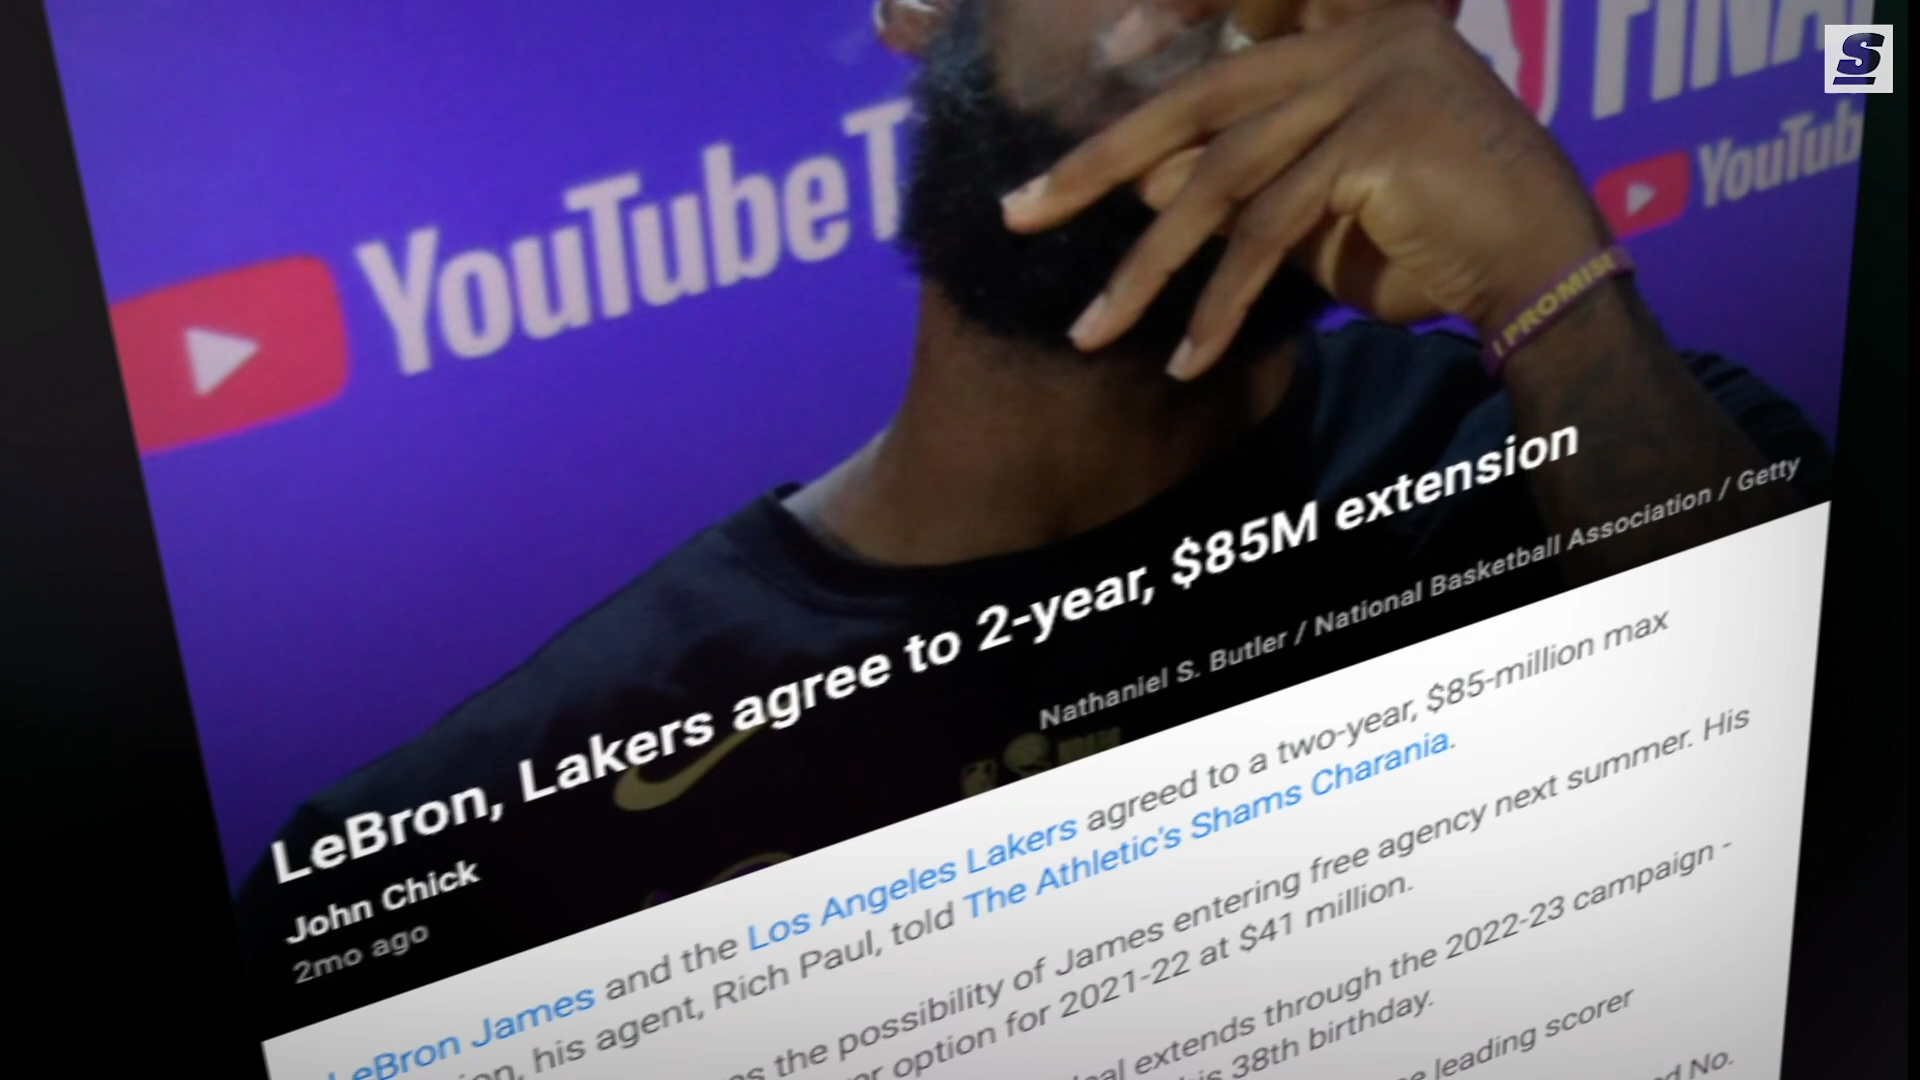 FINA
YouTube T
YouTub
I PROMISE
S
LeBron, Lakers agree to 2-year, $85M extension
Nathaniel S. Butler / National Basketball Association / Getty
John Chick
2mo ago
LeBron James and the Los Angeles Lakers agreed to a two-year, $85-million max
his agent, Rich Paul, told The Athletic's Shams Charania.
the possibility of James entering free agency next summer. His
option for 2021-22 at $41 million.
extends through the 2022-23 campaign -
38th birthday.
leading scorer
No.